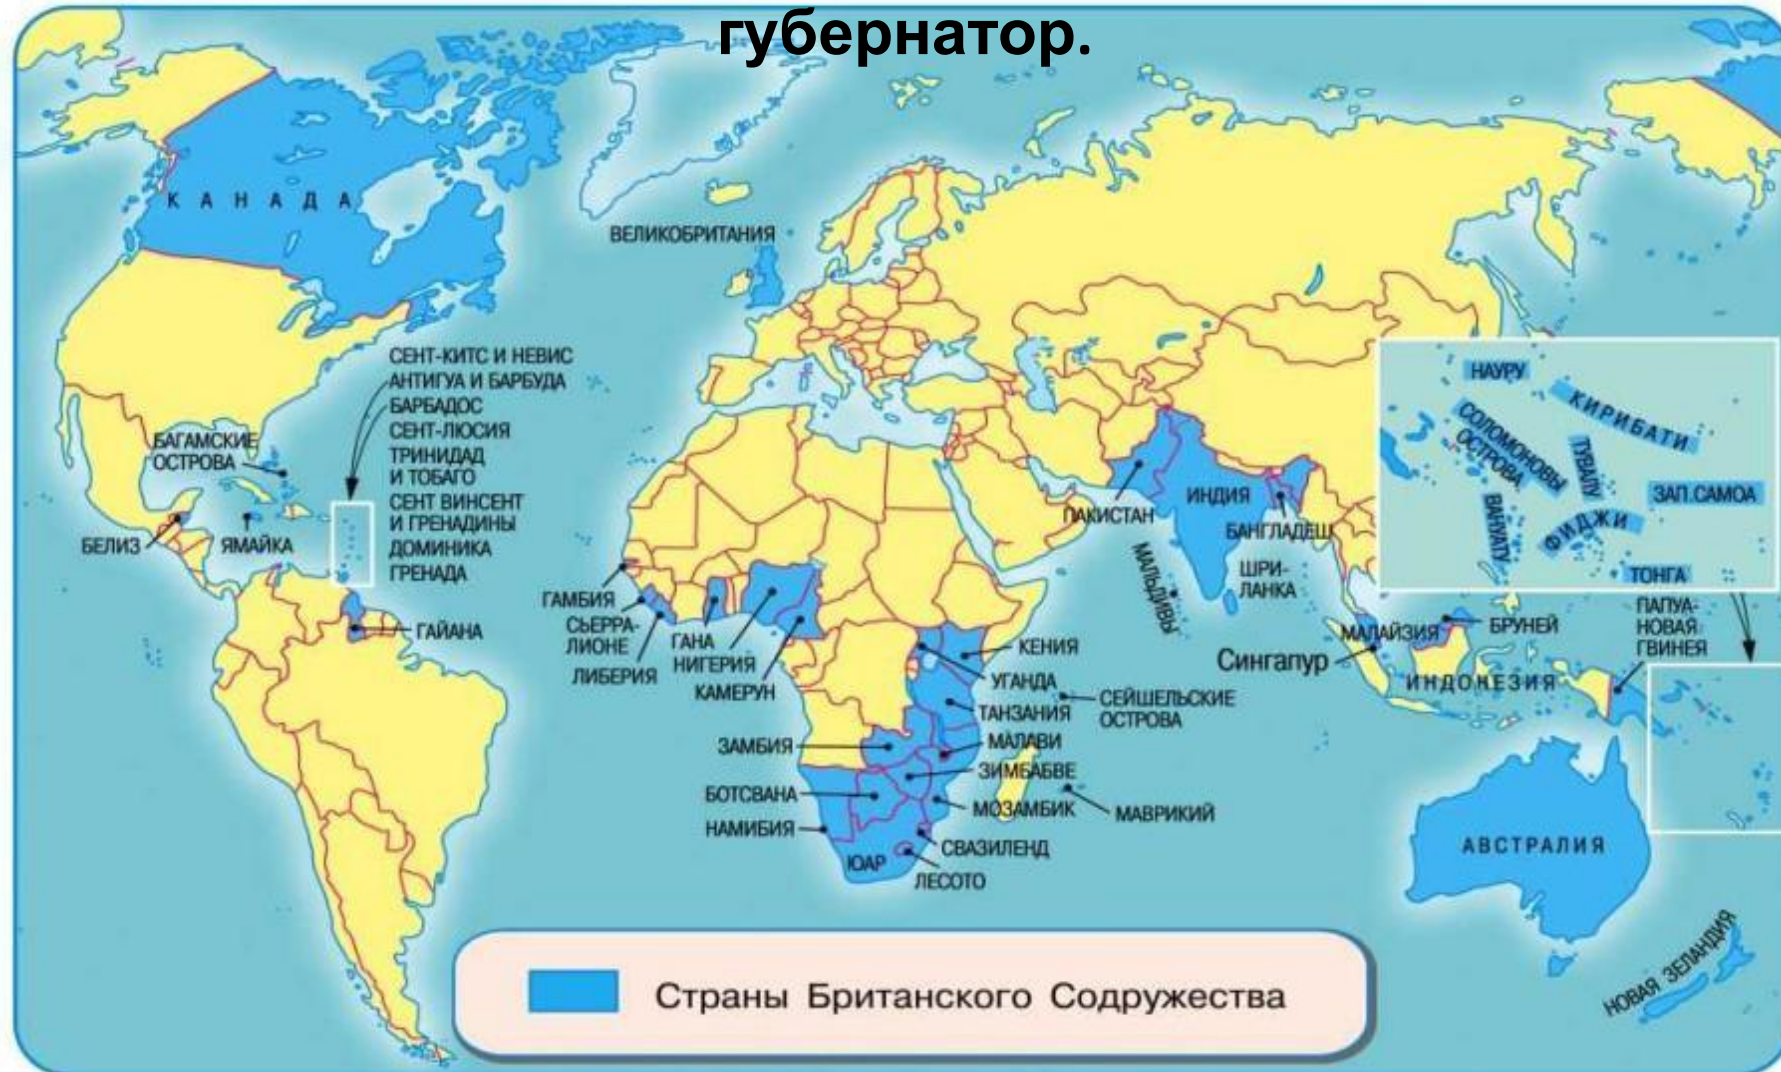 губернатор.
КАНАДА
ВЕЛИКОБРИТАНИЯ
СЕНТ-КИТС И НЕВИС
АНТИГУА И БАРБУДА
БАРБАДОС
СЕНТ-ЛЮСИЯ
ТРИНИДАД
И ТОБАГО
СЕНТ ВИНСЕНТ
И ГРЕНАДИНЫ
ДОМИНИКА
ГРЕНАДА
БАГАМСКИЕ
ОСТРОВА
БЕЛИЗ
ЯМАЙКА
ГАЙАНА
ГАМБИЯ
СЬЕРРА-
ЛИОНЕ
ЛИБЕРИЯ
ГАНА
НИГЕРИЯ
КАМЕРУН
КЕНИЯ
УГАНДА
ТАНЗАНИЯ
СЕЙШЕЛЬСКИЕ
ОСТРОВА
ЗАМБИЯ
МАЛАВИ
ЗИМБАБВЕ
БОТСВАНА
МОЗАМБИК
МАВРИКИЙ
НАМИБИЯ
СВАЗИЛЕНД
ЮАР
ЛЕСОТО
ПАКИСТАН
ИНДИЯ
БАНГЛАДЕШ
МАЛЬДИВЫ
ШРИ-
ЛАНКА
НАУРУ
КИРИБАТИ
СОЛОМОНОВЫ
ОСТРОВА
ТУВАЛУ
ЗАП.САМОА
ВАНУАТУ
ФИДЖИ
ТОНГА
МАЛАЙЗИЯ
БРУНЕЙ
ПАПУА-
НОВАЯ
ГВИНЕЯ
Сингапур
ИНДОНЕЗИЯ
АВСТРАЛИЯ
НОВАЯ ЗЕЛАНДИЯ
Страны Британского Содружества